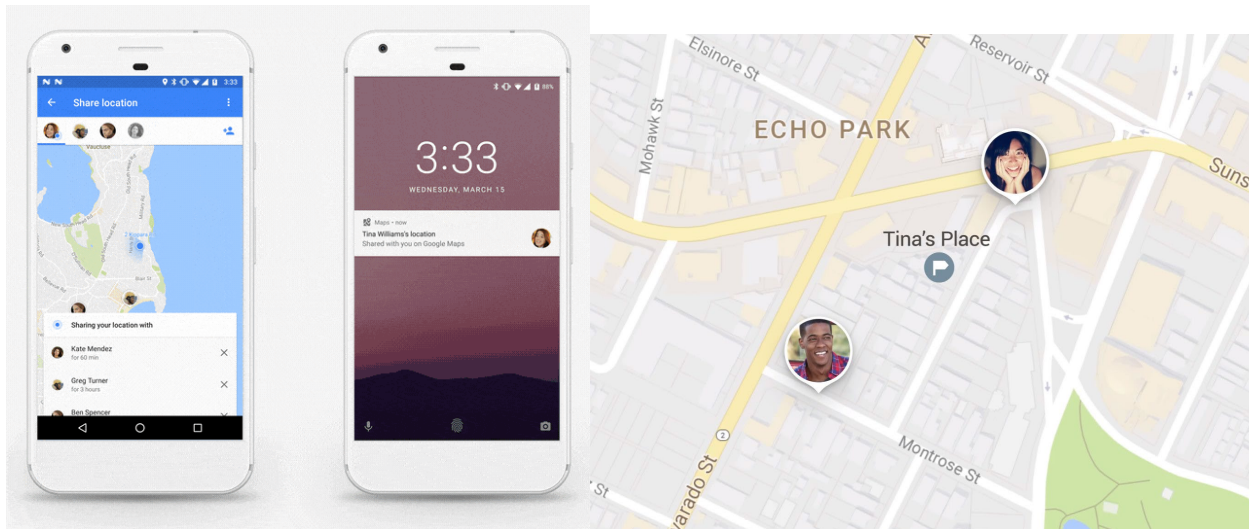 3:33
Share location
Vaucluse
Sharing your location with
Kate Mendez
for 60 min
Greg Turner
for 3 hours
Ben Spencer
88%
3:33
WEDNESDAY, MARCH 15
Maps • now
Tina Williams's location
Shared with you on Google Maps
Elsinore St
Reservoir St
Mohawk St
ECHO PARK
Suns
Tina's Place
2
Montrose St
varado St
St